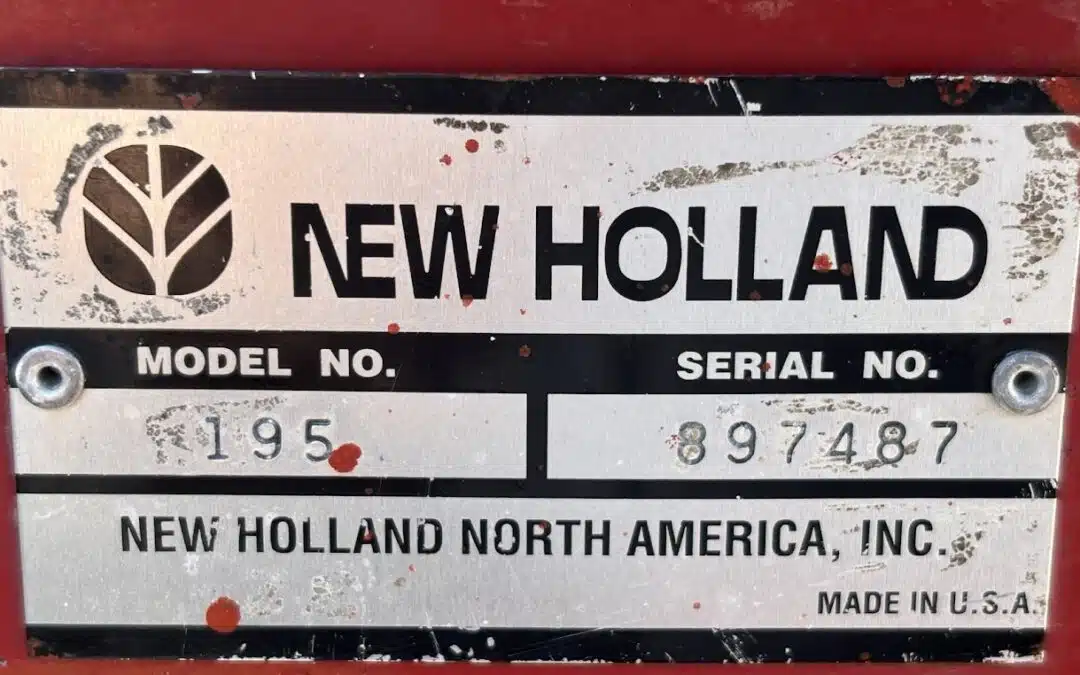 NEW HOLLAND
MODEL NO. SERIAL NO.
195 897487
NEW HOLLAND NORTH AMERICA, INC.
MADE IN U.S.A.